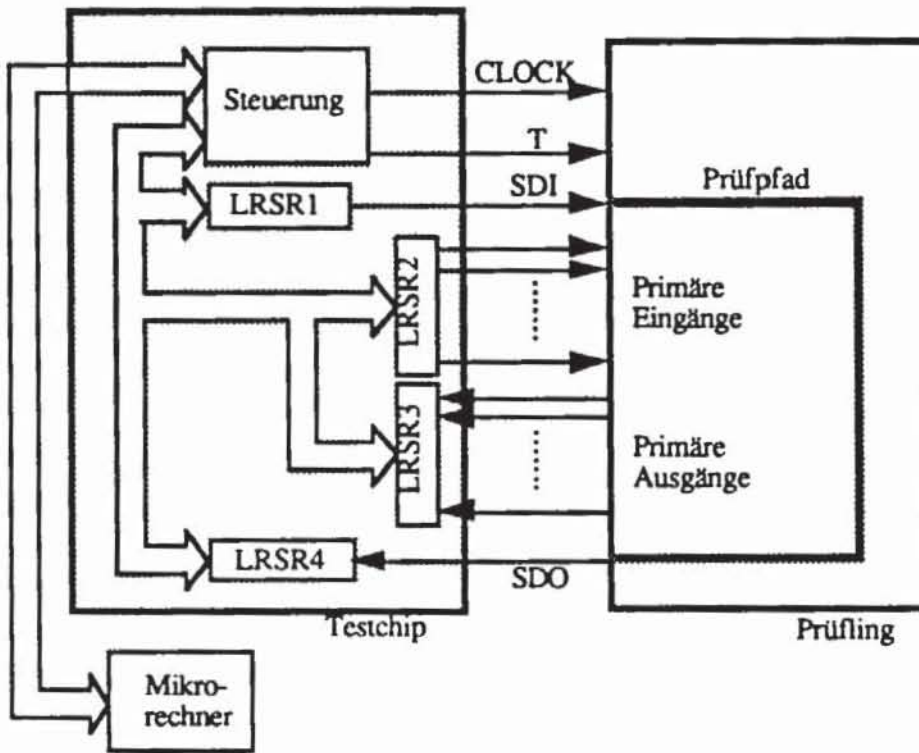 CLOCK
Steuerung
T
Prüfpfad
SDI
LRSR1
LRSR2
Primäre
Eingänge
LRSR3
Primäre
Ausgänge
LRSR4
SDO
Testchip
Prüfling
Mikro-
rechner